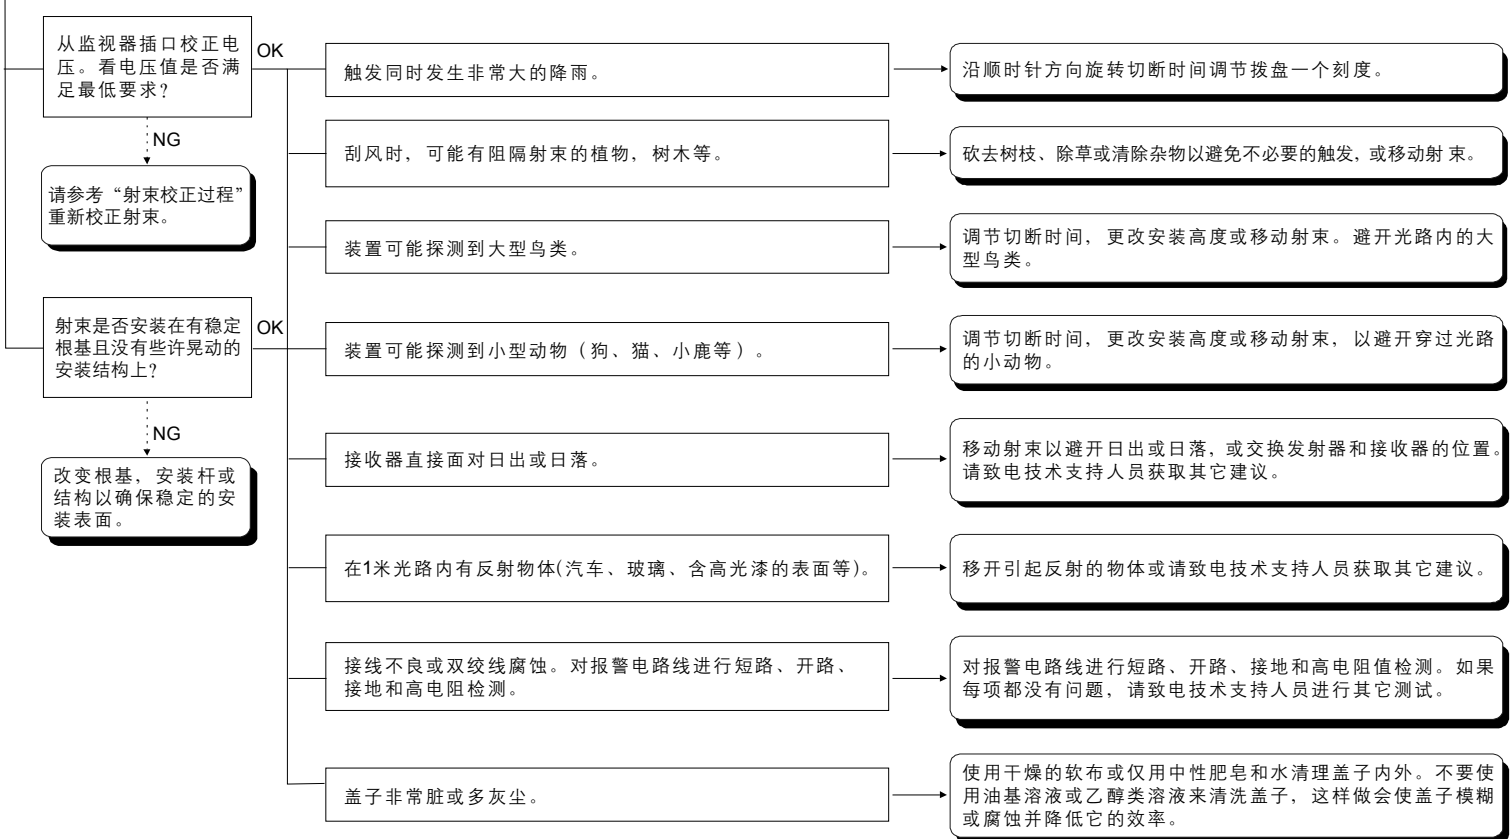 从监视器插口校正电
压。看电压值是否满
足最低要求？
OK
NG
请参考“射束校正过程”
重新校正射束。
射束是否安装在有稳定
根基且没有些许晃动的
安装结构上？
OK
NG
改变根基，安装杆或
结构以确保稳定的安
装表面。
触发同时发生非常大的降雨。
沿顺时针方向旋转切断时间调节拨盘一个刻度。
刮风时，可能有阻隔射束的植物，树木等。
砍去树枝、除草或清除杂物以避免不必要的触发，或移动射束。
装置可能探测到大型鸟类。
调节切断时间，更改安装高度或移动射束。避开光路内的大
型鸟类。
装置可能探测到小型动物（狗、猫、小鹿等）。
调节切断时间，更改安装高度或移动射束，以避开穿过光路
的小动物。
接收器直接面对日出或日落。
移动射束以避开日出或日落，或交换发射器和接收器的位置。
请致电技术支持人员获取其它建议。
在1米光路内有反射物体(汽车、玻璃、含高光漆的表面等)。
移开引起反射的物体或请致电技术支持人员获取其它建议。
接线不良或双绞线腐蚀。对报警电路线进行短路、开路、
接地和高电阻检测。
对报警电路线进行短路、开路、接地和高电阻值检测。如果
每项都没有问题，请致电技术支持人员进行其它测试。
盖子非常脏或多灰尘。
使用干燥的软布或仅用中性肥皂和水清理盖子内外。不要使
用油基溶液或乙醇类溶液来清洗盖子，这样做会使盖子模糊
或腐蚀并降低它的效率。